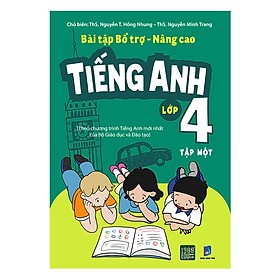 Chủ biên: ThS. Nguyễn T. Hồng Nhung - ThS. Nguyễn Minh Trang
Bài tập Bổ trợ - Nâng cao
TIẾNG ANH
LỚP 4
TẬP MỘT
(Theo chương trình Tiếng Anh mới nhất
của Bộ Giáo dục và Đào tạo)